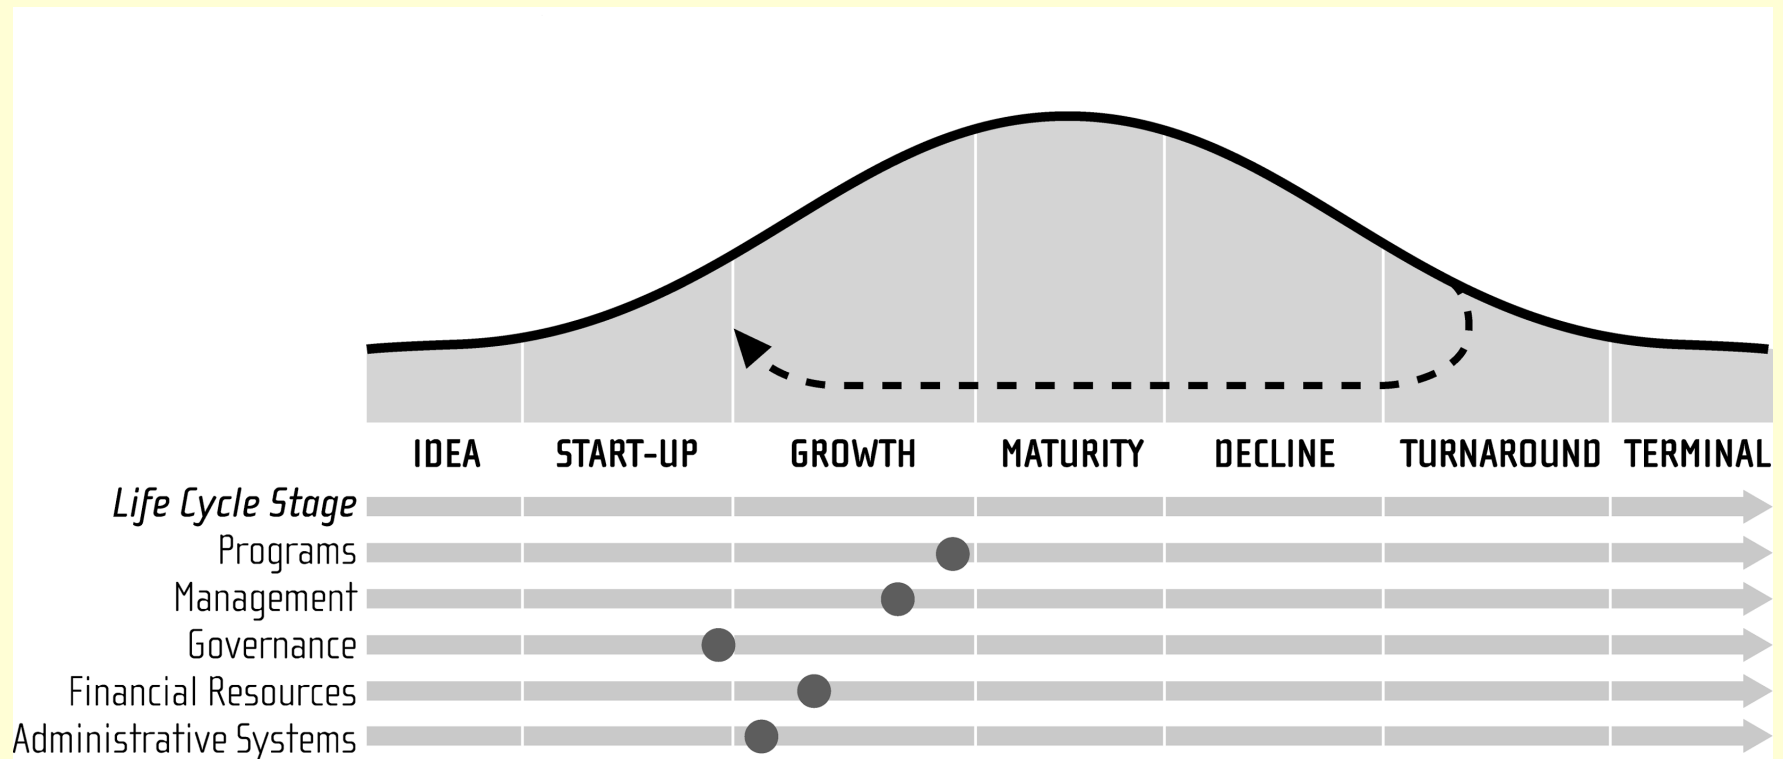 IDEA START-UP GROWTH MATURITY DECLINE TURNAROUND TERMINAL
Life Cycle Stage
Programs
Management
Governance
Financial Resources
Administrative Systems